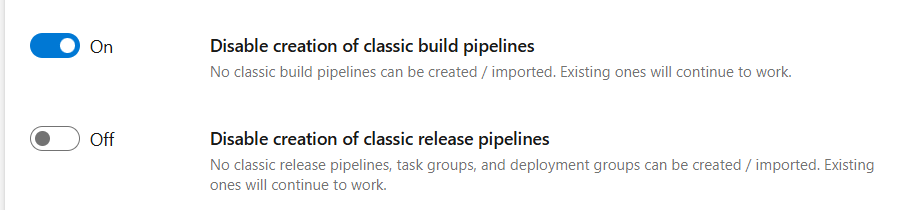 On Disable creation of classic build pipelines
No classic build pipelines can be created / imported. Existing ones will continue to work.
Off Disable creation of classic release pipelines
No classic release pipelines, task groups, and deployment groups can be created / imported. Existing
ones will continue to work.